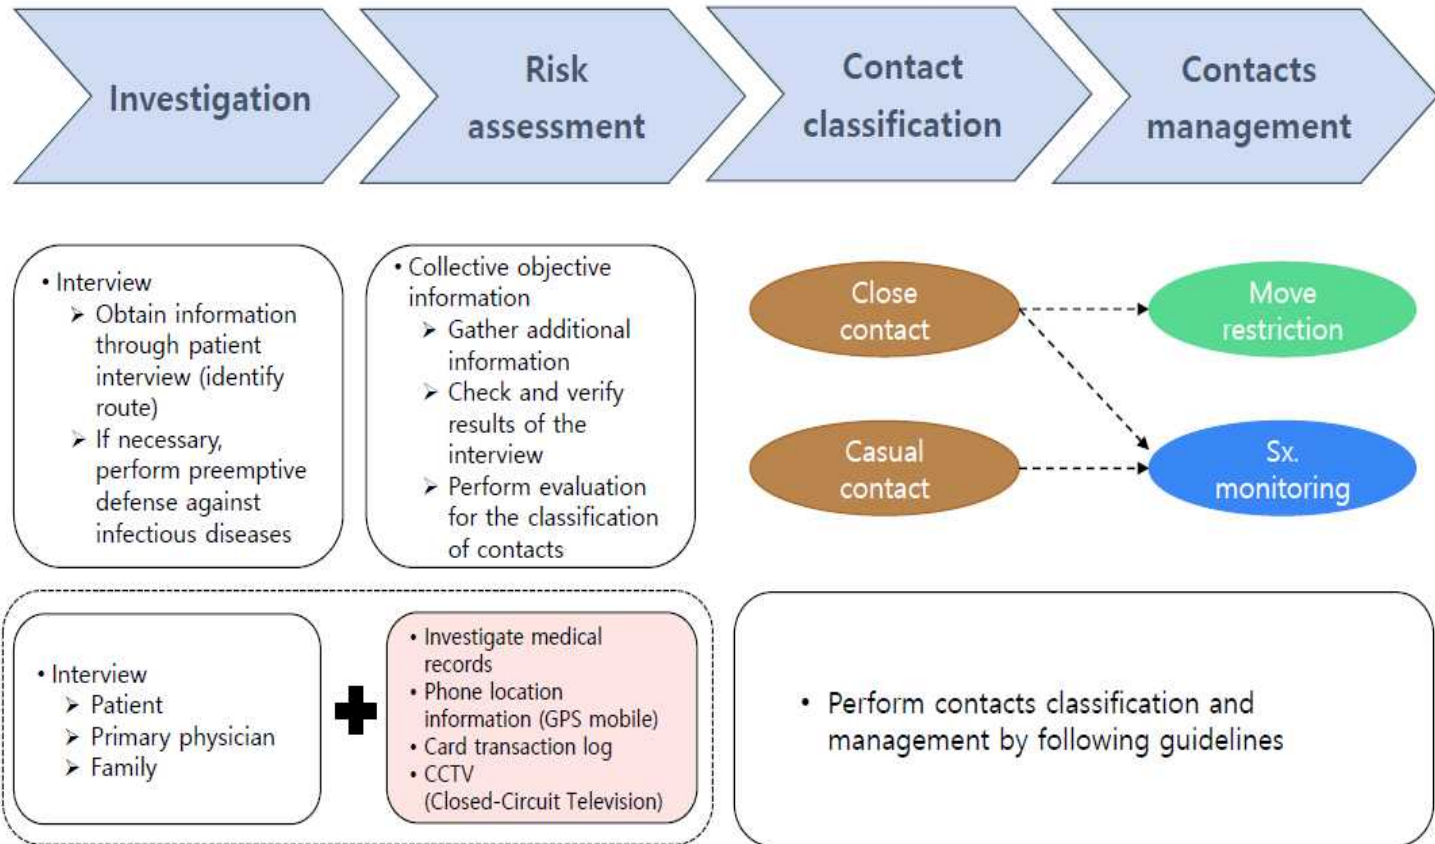 Investigation
Risk
assessment
Contact
classification
Contacts
management
• Interview
➤ Obtain information
through patient
interview (identify
route)
➤ If necessary,
perform preemptive
defense against
infectious diseases
• Collective objective
information
➤ Gather additional
information
➤ Check and verify
results of the
interview
➤ Perform evaluation
for the classification
of contacts
Close
contact
Move
restriction
Casual
contact
Sx.
monitoring
• Interview
➤ Patient
➤ Primary physician
➤ Family
• Investigate medical
records
• Phone location
information (GPS mobile)
• Card transaction log
• CCTV
(Closed-Circuit Television)
• Perform contacts classification and
management by following guidelines